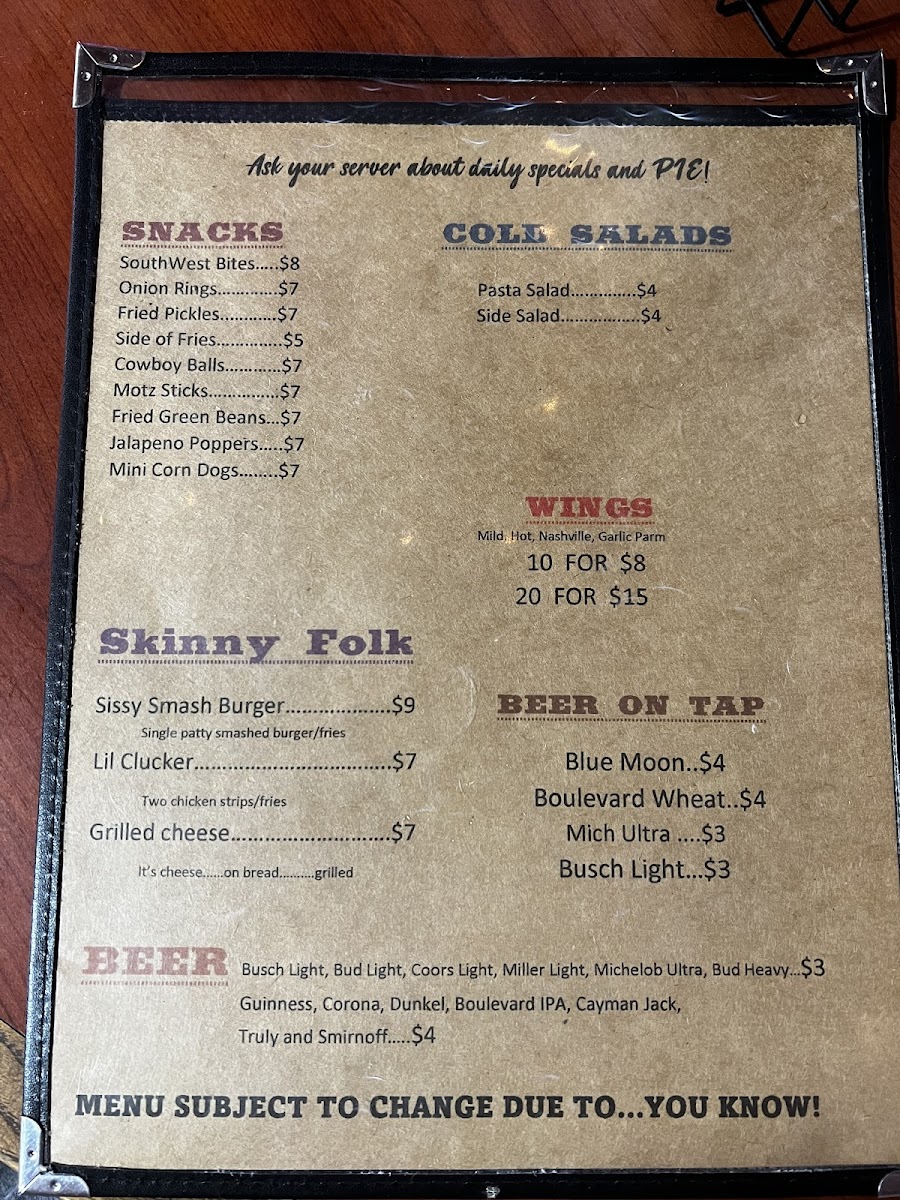 Ask your server about daily specials and PIE!
SNACKS
SouthWest Bites.....$8
Onion Rings.............$7
Fried Pickles............$7
Side of Fries..............$5
Cowboy Balls............$7
Motz Sticks...............$7
Fried Green Beans...$7
Jalapeno Poppers.....$7
Mini Corn Dogs........$7
COLD SALADS
Pasta Salad..............$4
Side Salad.................$4
WINGS
Mild, Hot, Nashville, Garlic Parm
10 FOR $8
20 FOR $15
Skinny Folk
Sissy Smash Burger...................$9
Single patty smashed burger/fries
Lil Clucker...................................$7
Two chicken strips/fries
Grilled cheese............................$7
It's cheese......on bread..........grilled
BEER ON TAP
Blue Moon..$4
Boulevard Wheat..$4
Mich Ultra ....$3
Busch Light...$3
BEER Busch Light, Bud Light, Coors Light, Miller Light, Michelob Ultra, Bud Heavy...$3
Guinness, Corona, Dunkel, Boulevard IPA, Cayman Jack,
Truly and Smirnoff.....$4
MENU SUBJECT TO CHANGE DUE TO...YOU KNOW!